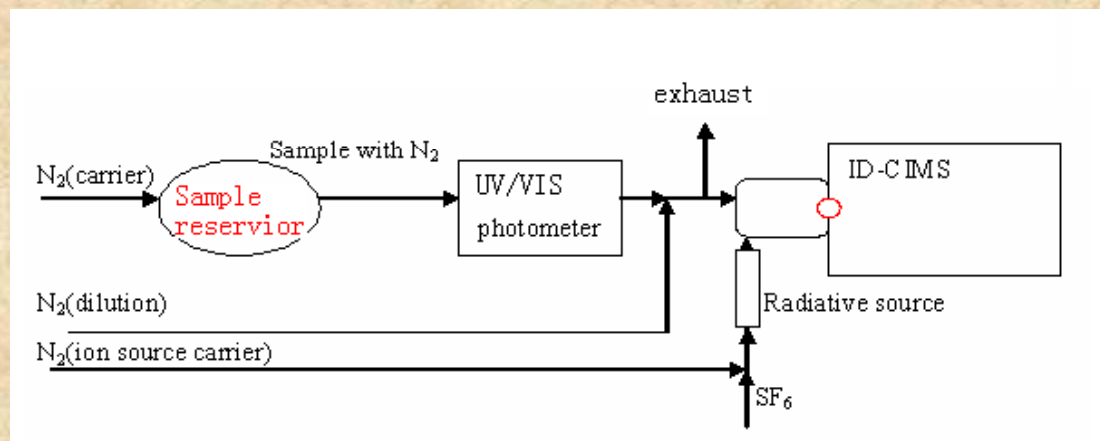 exhaust
Sample with N₂
N₂(carrier)
Sample
reservior
UV/VIS
photometer
ID-CIMS
N₂(dilution)
Radiative source
N₂(ion source carrier)
SF₆